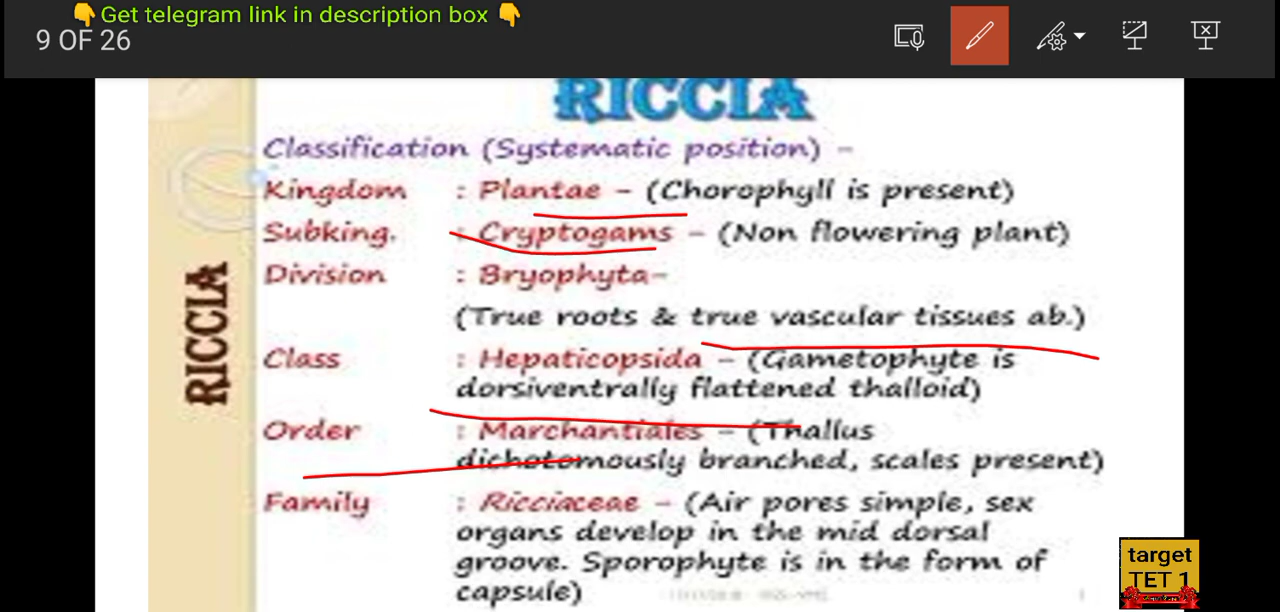 👇Get telegram link in description box 👇
9 OF 26
RICCIA
Classification (Systematic position) –
Kingdom : Plantae – (Chorophyll is present)
Subking. : Cryptogams – (Non flowering plant)
Division : Bryophyta–
(True roots & true vascular tissues ab.)
Class : Hepaticopsida – (Gametophyte is
dorsiventrally flattened thalloid)
Order : Marchantiales – (Thallus
dichotomously branched, scales present)
Family : Ricciaceae – (Air pores simple, sex
organs develop in the mid dorsal
groove. Sporophyte is in the form of
capsule)
RICCIA
target
TET 1